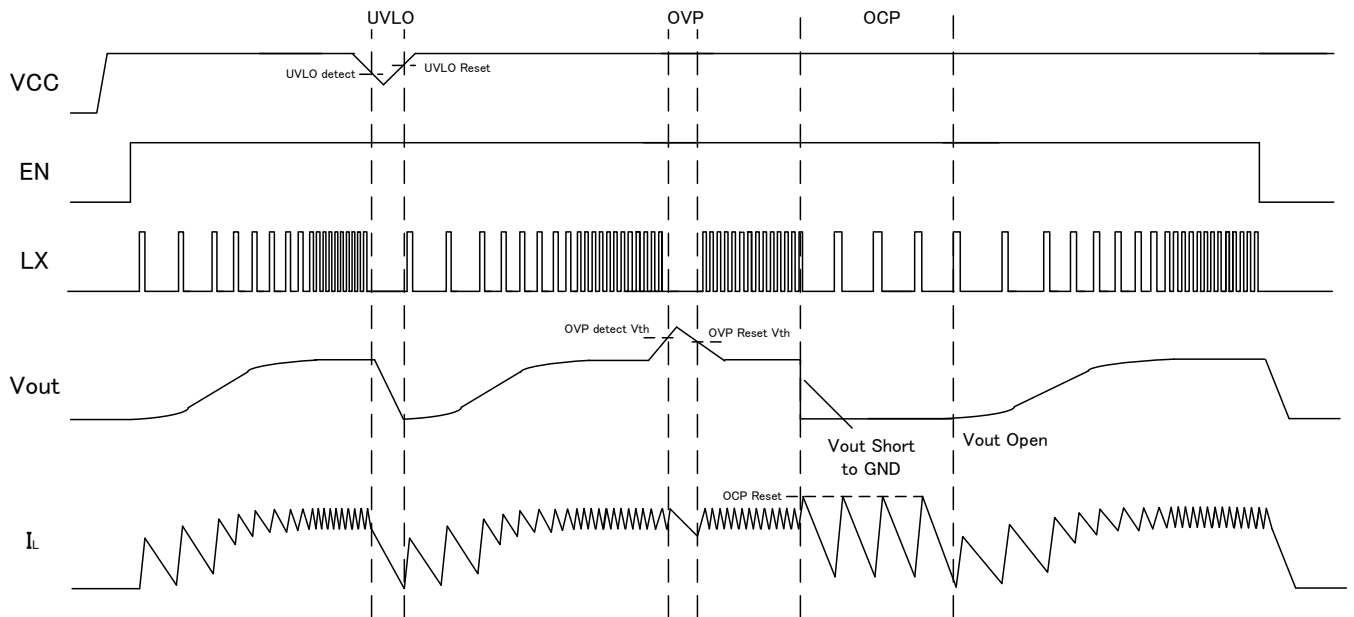 UVLO
OVP
OCP
VCC
UVLO detect
UVLO Reset
EN
LX
OVP detect Vth
OVP Reset Vth
Vout
Vout Short
to GND
Vout Open
OCP Reset
IL